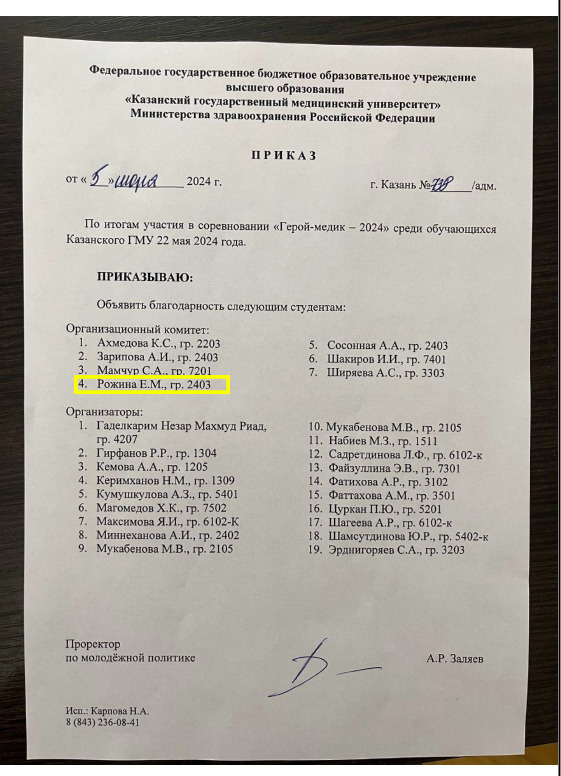 Федеральное государственное бюджетное образовательное учреждение
высшего образования
«Казанский государственный медицинский университет»
Министерства здравоохранения Российской Федерации
ПРИКАЗ
от « 5 » июля 2024 г.
г. Казань № 739 /адм.
По итогам участия в соревновании «Герой-медик – 2024» среди обучающихся
Казанского ГМУ 22 мая 2024 года.
ПРИКАЗЫВАЮ:
Объявить благодарность следующим студентам:
Организационный комитет:
1. Ахмедова К.С., гр. 2203
2. Зарипова А.И., гр. 2403
3. Мамчур С.А., гр. 7201
4. Рожина Е.М., гр. 2403
5. Сосонная А.А., гр. 2403
6. Шакиров И.И., гр. 7401
7. Ширяева А.С., гр. 3303
Организаторы:
1. Гаделкарим Незар Махмуд Риад,
гр. 4207
2. Гирфанов Р.Р., гр. 1304
3. Кемова А.А., гр. 1205
4. Керимханов Н.М., гр. 1309
5. Кумушкулова А.З., гр. 5401
6. Магомедов Х.К., гр. 7502
7. Максимова Я.И., гр. 6102-К
8. Миннеханова А.И., гр. 2402
9. Мукабенова М.В., гр. 2105
10. Мукабенова М.В., гр. 2105
11. Набиев М.З., гр. 1511
12. Садретдинова Л.Ф., гр. 6102-к
13. Файзуллина Э.В., гр. 7301
14. Фатихова А.Р., гр. 3102
15. Фаттахова А.М., гр. 3501
16. Цуркан П.Ю., гр. 5201
17. Шагеева А.Р., гр. 6102-к
18. Шамсутдинова Ю.Р., гр. 5402-к
19. Эрднигоряев С.А., гр. 3203
Проректор
по молодёжной политике
А.Р. Заляев
Исп.: Карпова Н.А.
8 (843) 236-08-41